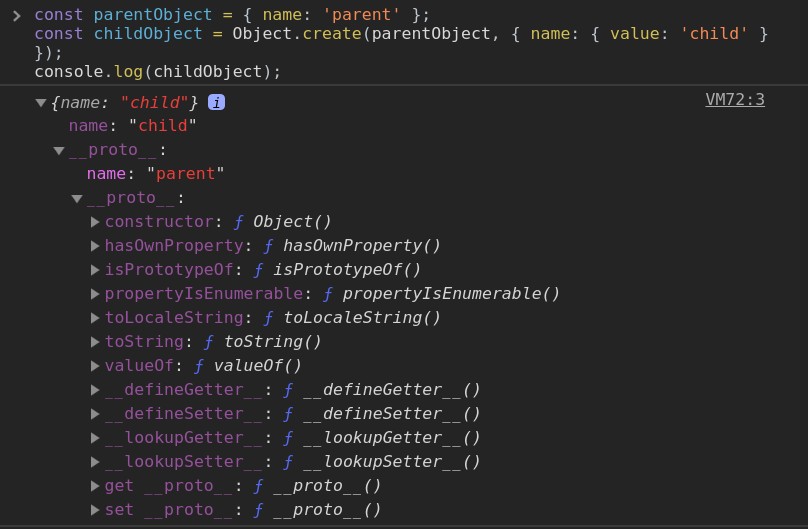 const parentObject = { name: 'parent' };
const childObject = Object.create(parentObject, { name: { value: 'child' }
});
console.log(childObject);
{name: "child"} i VM72:3
name: "child"
__proto__:
name: "parent"
__proto__:
constructor: ƒ Object()
hasOwnProperty: ƒ hasOwnProperty()
isPrototypeOf: ƒ isPrototypeOf()
propertyIsEnumerable: ƒ propertyIsEnumerable()
toLocaleString: ƒ toLocaleString()
toString: ƒ toString()
valueOf: ƒ valueOf()
__defineGetter__: ƒ __defineGetter__()
__defineSetter__: ƒ __defineSetter__()
__lookupGetter__: ƒ __lookupGetter__()
__lookupSetter__: ƒ __lookupSetter__()
get __proto__: ƒ __proto__()
set __proto__: ƒ __proto__()